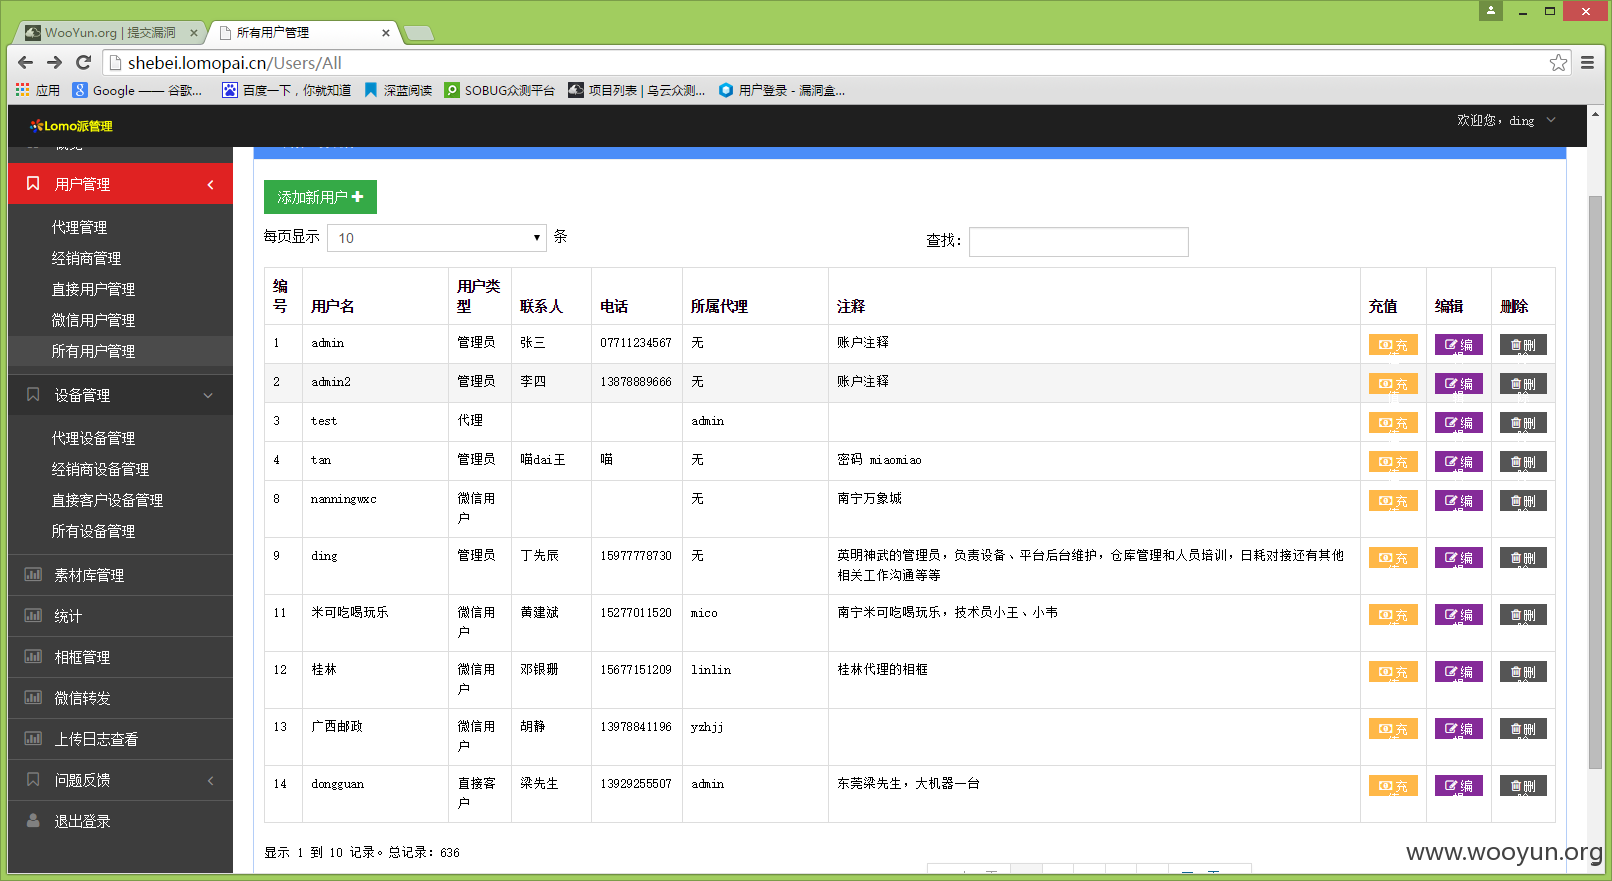 WooYun.org | 提交漏洞
所有用户管理
shebei.lomopai.cn/Users/All
应用
Google —— 谷歌...
百度一下，你就知道
深蓝阅读
SOBUG众测平台
项目列表 | 乌云众测...
用户登录 - 漏洞盒...
Lomo派管理
欢迎您，ding
概览
用户管理
代理管理
经销商管理
直接用户管理
微信用户管理
所有用户管理
设备管理
代理设备管理
经销商设备管理
直接客户设备管理
所有设备管理
素材库管理
统计
相框管理
微信转发
上传日志查看
问题反馈
退出登录
添加新用户
每页显示 10 条
查找:
编号 用户名 用户类型 联系人 电话 所属代理 注释 充值 编辑 删除
1 admin 管理员 张三 07711234567 无 账户注释 充 编 删
2 admin2 管理员 李四 13878889666 无 账户注释 充 编 删
3 test 代理 admin 充 编 删
4 tan 管理员 喵dai王 喵 无 密码 miaomiao 充 编 删
8 nanningwxc 微信用户 无 南宁万象城 充 编 删
9 ding 管理员 丁先辰 15977778730 无 英明神武的管理员，负责设备、平台后台维护，仓库管理和人员培训，日耗对接还有其他
相关工作沟通等等 充 编 删
11 米可吃喝玩乐 微信用户 黄建斌 15277011520 mico 南宁米可吃喝玩乐，技术员小王、小韦 充 编 删
12 桂林 微信用户 邓银珊 15677151209 linlin 桂林代理的相框 充 编 删
13 广西邮政 微信用户 胡静 13978841196 yzhjj 充 编 删
14 dongguan 直接客户 梁先生 13929255507 admin 东莞梁先生，大机器一台 充 编 删
显示 1 到 10 记录。总记录: 636
www.wooyun.org